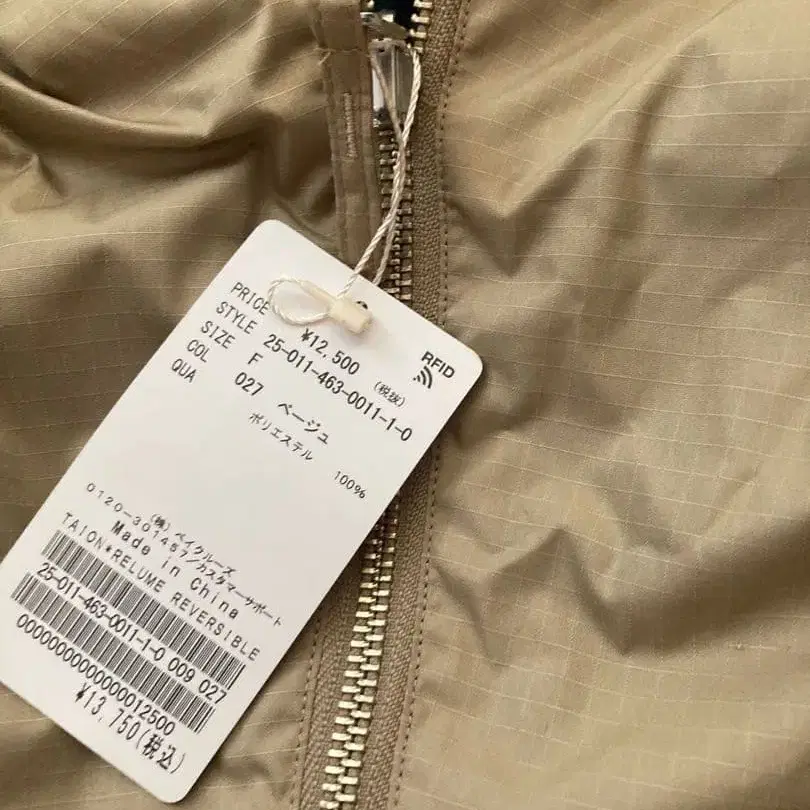 PRICE ¥12,500 (税抜)
STYLE 25-011-463-0011-1-0
SIZE F
COL 027 ベージュ
QUA ポリエステル 100%
RFID
(株) ベイクルーズ
0120-301457/カスタマーサポート
Made in China
TAION*RELUME REVERSIBLE
25-011-463-0011-1-0 009 027
0000000000000012500
¥13,750(税込)